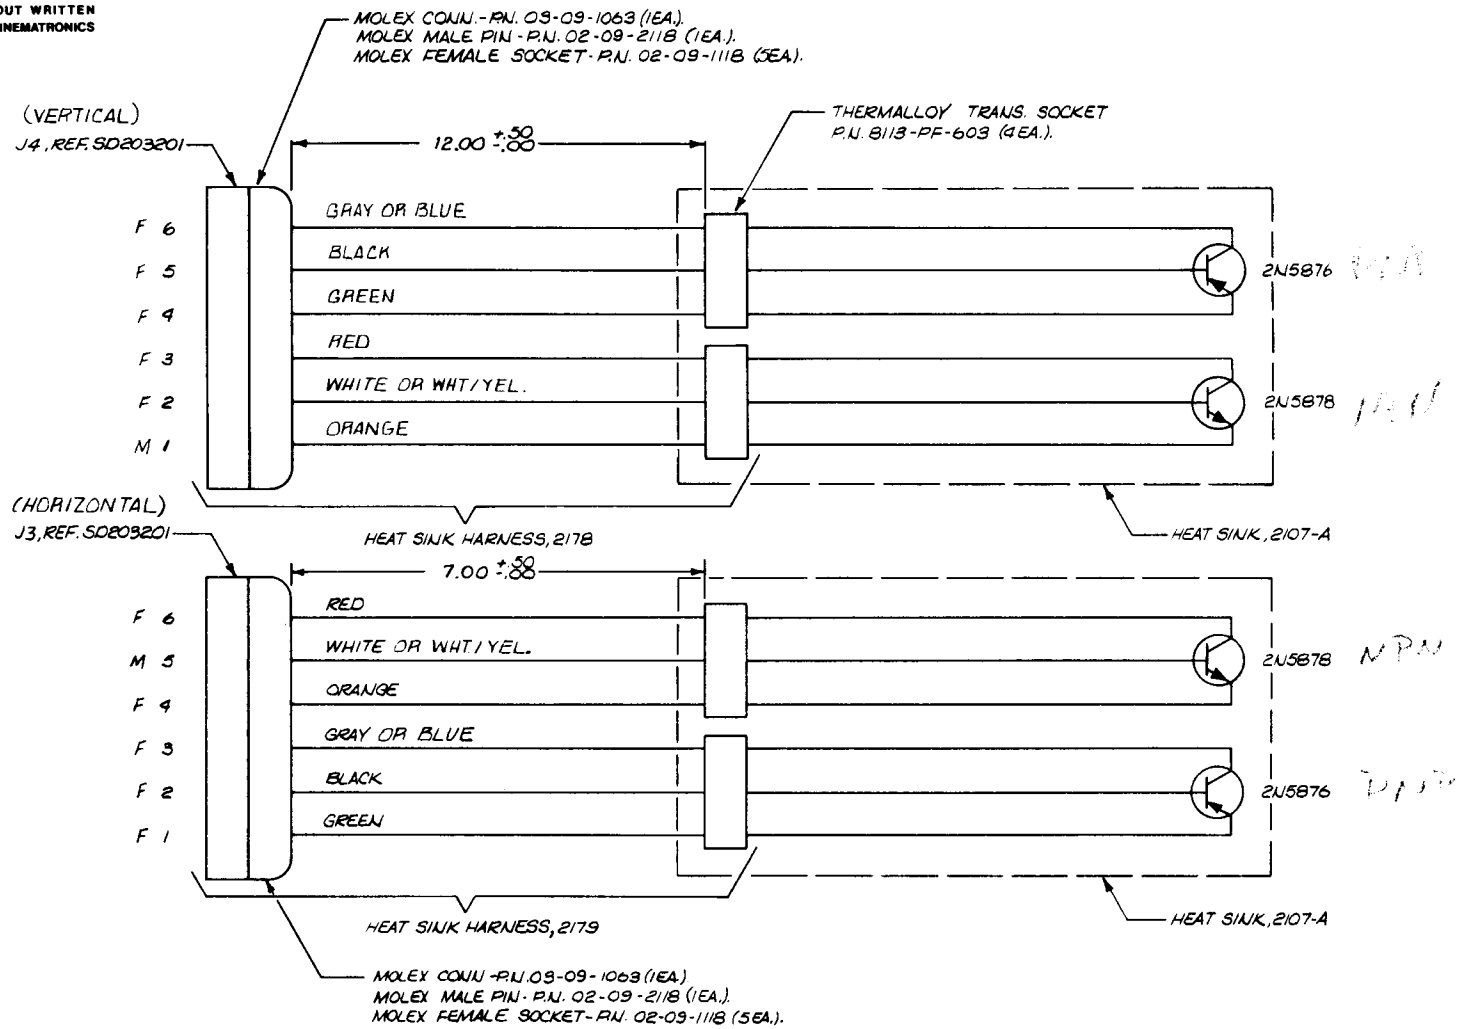 OUT WRITTEN
INEMATRONICS
MOLEX CONN.-P.N. 03-09-1063 (1EA.).
MOLEX MALE PIN-P.N. 02-09-2118 (1EA.).
MOLEX FEMALE SOCKET-P.N. 02-09-1118 (5EA.).
(VERTICAL)
J4, REF. SD203201
12.00 +.50 -.00
THERMALLOY TRANS. SOCKET
P.N. 8113-PF-603 (4EA.).
F 6
GRAY OR BLUE
F 5
BLACK
2N5876
F 4
GREEN
F 3
RED
F 2
WHITE OR WHT/YEL.
2N5878
M 1
ORANGE
HEAT SINK HARNESS, 2178
HEAT SINK, 2107-A
(HORIZONTAL)
J3, REF. SD203201
7.00 +.50 -.00
F 6
RED
M 5
WHITE OR WHT/YEL.
2N5878 NPN
F 4
ORANGE
F 3
GRAY OR BLUE
F 2
BLACK
2N5876 PNP
F 1
GREEN
HEAT SINK HARNESS, 2179
HEAT SINK, 2107-A
MOLEX CONN-P.N. 03-09-1063 (1EA.)
MOLEX MALE PIN-P.N. 02-09-2118 (1EA.).
MOLEX FEMALE SOCKET-P.N. 02-09-1118 (5EA.).